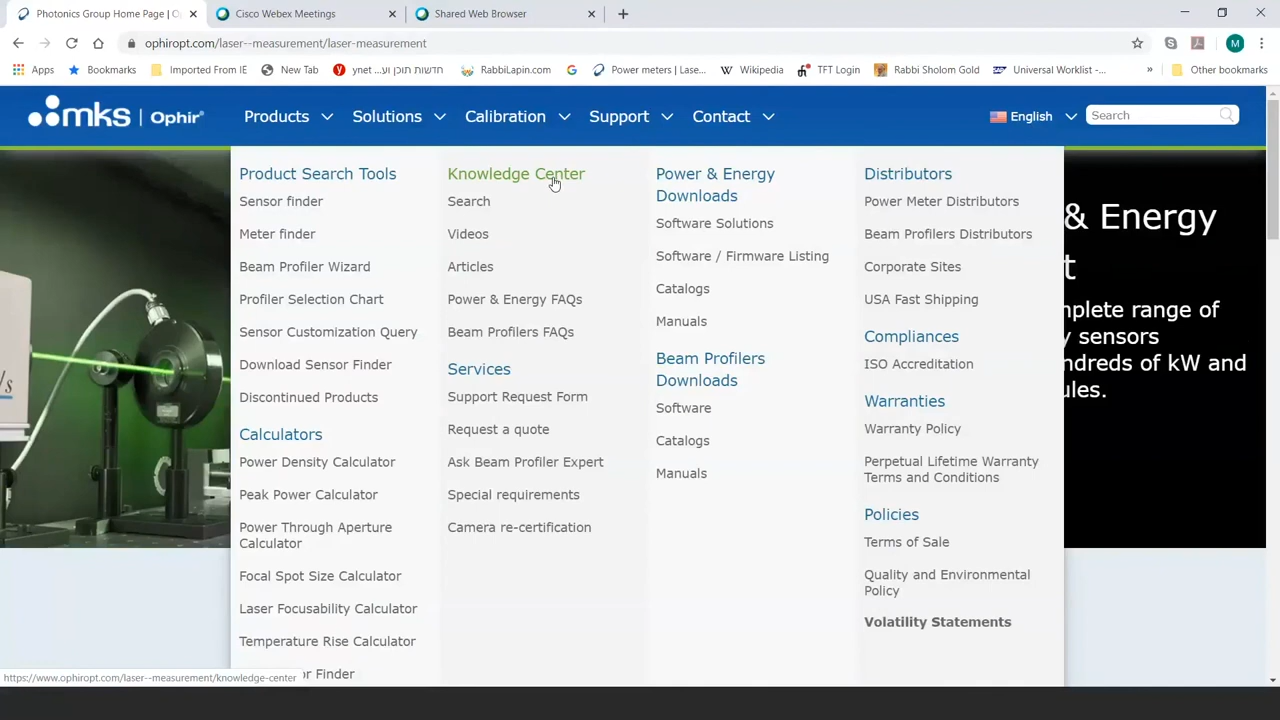 Photonics Group Home Page | O
Cisco Webex Meetings
Shared Web Browser
ophiropt.com/laser--measurement/laser-measurement
M
Apps
Bookmarks
Imported From IE
New Tab
ynet חדשות תוכן וע...
RabbiLapin.com
Power meters | Lase...
Wikipedia
TFT Login
Rabbi Sholom Gold
Universal Worklist -...
»
Other bookmarks
mks | Ophir®
Products
Solutions
Calibration
Support
Contact
English
Search
Product Search Tools
Sensor finder
Meter finder
Beam Profiler Wizard
Profiler Selection Chart
Sensor Customization Query
Download Sensor Finder
Discontinued Products
Calculators
Power Density Calculator
Peak Power Calculator
Power Through Aperture
Calculator
Focal Spot Size Calculator
Laser Focusability Calculator
Temperature Rise Calculator
or Finder
Knowledge Center
Search
Videos
Articles
Power & Energy FAQs
Beam Profilers FAQs
Services
Support Request Form
Request a quote
Ask Beam Profiler Expert
Special requirements
Camera re-certification
Power & Energy
Downloads
Software Solutions
Software / Firmware Listing
Catalogs
Manuals
Beam Profilers
Downloads
Software
Catalogs
Manuals
Distributors
Power Meter Distributors
Beam Profilers Distributors
Corporate Sites
USA Fast Shipping
Compliances
ISO Accreditation
Warranties
Warranty Policy
Perpetual Lifetime Warranty
Terms and Conditions
Policies
Terms of Sale
Quality and Environmental
Policy
Volatility Statements
& Energy
t
mplete range of
y sensors
ndreds of kW and
ules.
https://www.ophiropt.com/laser--measurement/knowledge-center